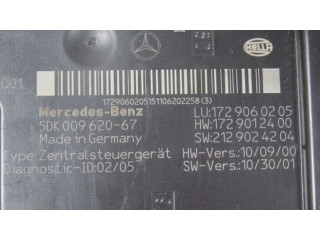 HELLA
001
1729060205151106202258(3)
Mercedes-Benz LU:172 906 02 05
5DK 009 620-67 HW:172 901 24 00
Made in Germany SW:212 902 42 04
Type: Zentralsteuergerät HW-Vers.: 10/09/00
Diagnostic-ID:02/05 SW-Vers.: 10/30/01